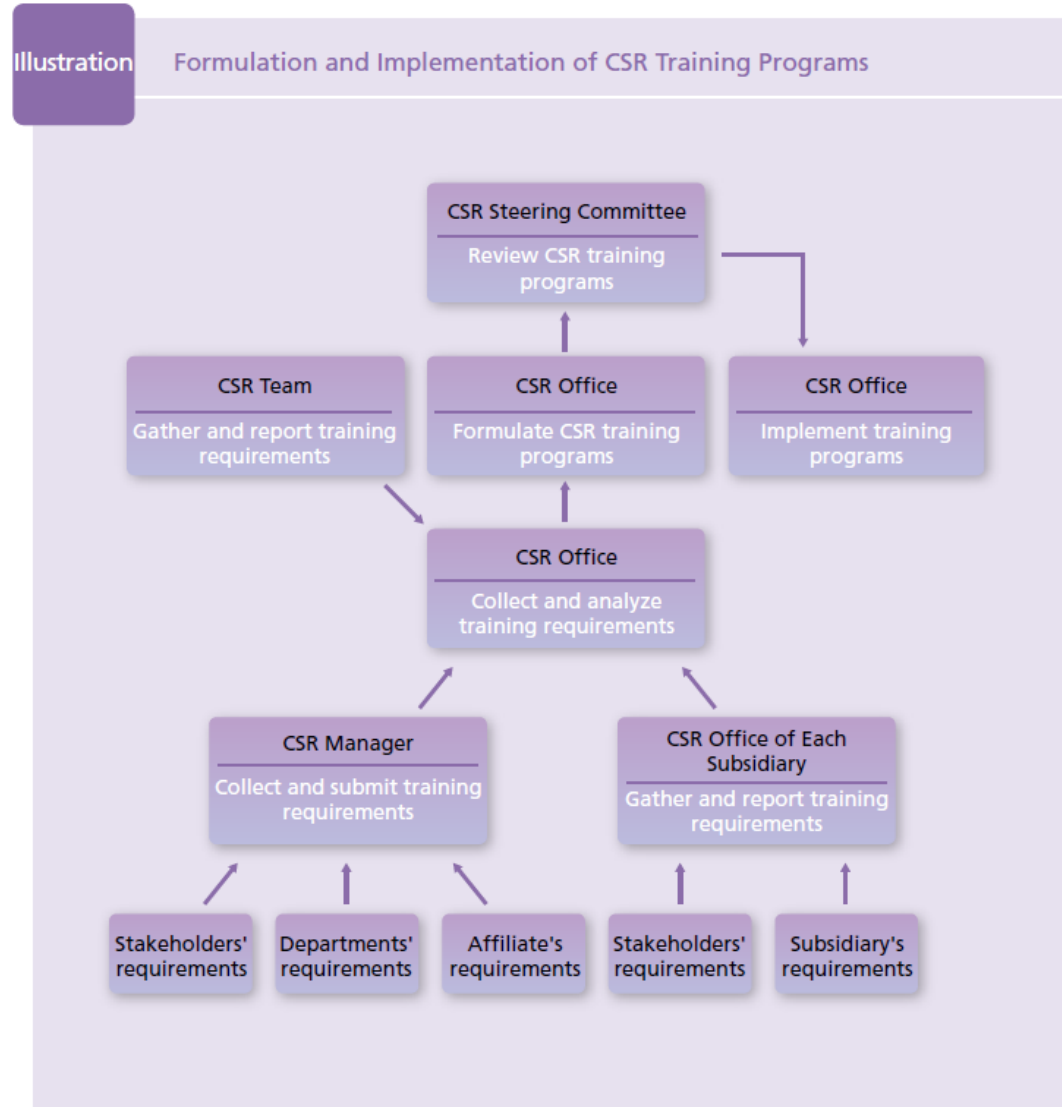 Illustration
Formulation and Implementation of CSR Training Programs
CSR Steering Committee
Review CSR training
programs
CSR Team
Gather and report training
requirements
CSR Office
Formulate CSR training
programs
CSR Office
Implement training
programs
CSR Office
Collect and analyze
training requirements
CSR Manager
Collect and submit training
requirements
CSR Office of Each
Subsidiary
Gather and report training
requirements
Stakeholders'
requirements
Departments'
requirements
Affiliate's
requirements
Stakeholders'
requirements
Subsidiary's
requirements